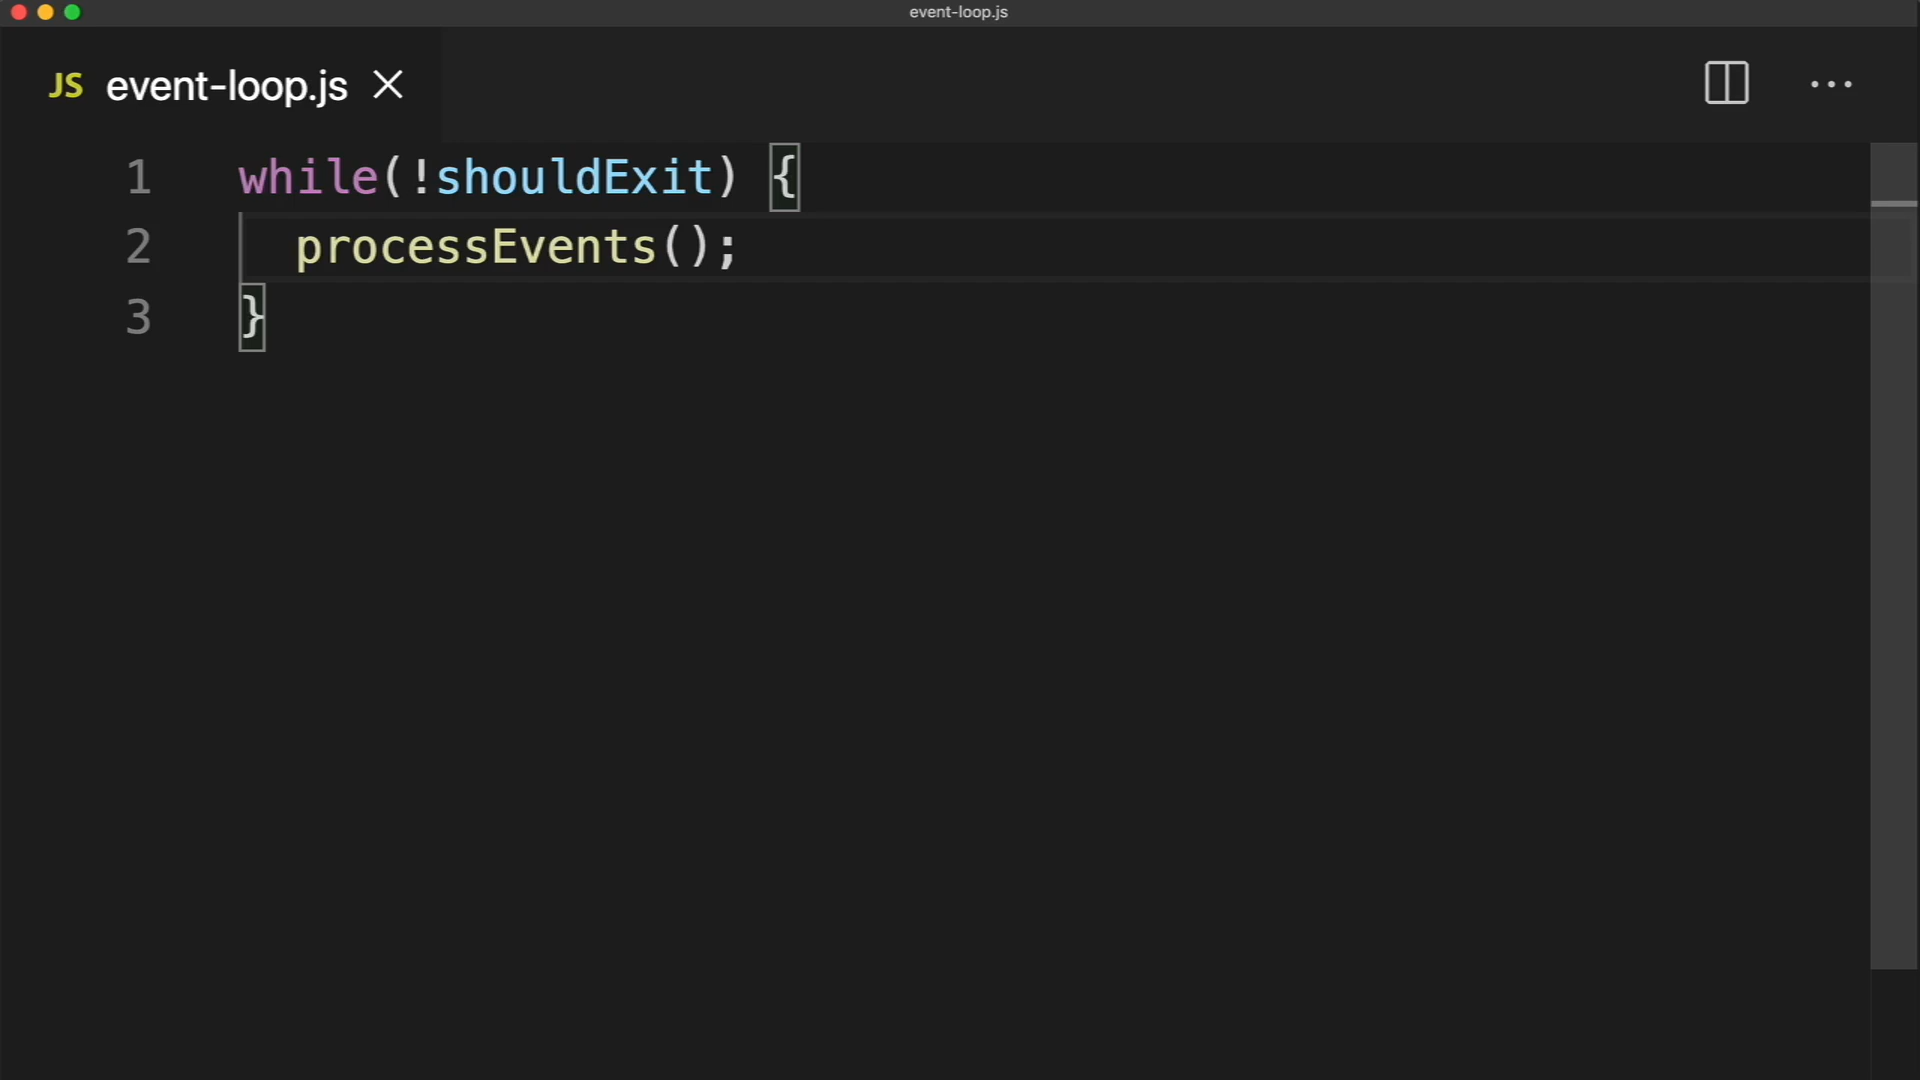 event-loop.js
JS event-loop.js
1 while(!shouldExit) {
2   processEvents();
3 }